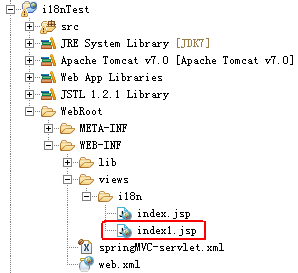 i18nTest
src
JRE System Library [JDK7]
Apache Tomcat v7.0 [Apache Tomcat v7.0]
Web App Libraries
JSTL 1.2.1 Library
WebRoot
META-INF
WEB-INF
lib
views
i18n
index.jsp
index1.jsp
springMVC-servlet.xml
web.xml